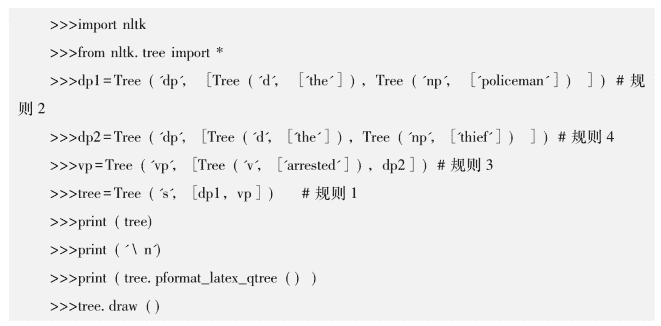 >>>import nltk
>>>from nltk. tree import *
>>>dp1=Tree (´dp´, [Tree (´d´, [´the´]), Tree (´np´, [´policeman´]) ]) # 规
则 2
>>>dp2=Tree (´dp´, [Tree (´d´, [´the´]), Tree (´np´, [´thief´]) ]) # 规则 4
>>>vp=Tree (´vp´, [Tree (´v´, [´arrested´]), dp2]) # 规则 3
>>>tree=Tree (´s´, [dp1, vp]) # 规则 1
>>>print (tree)
>>>print (´\ n´)
>>>print (tree. pformat_latex_qtree () )
>>>tree. draw ()